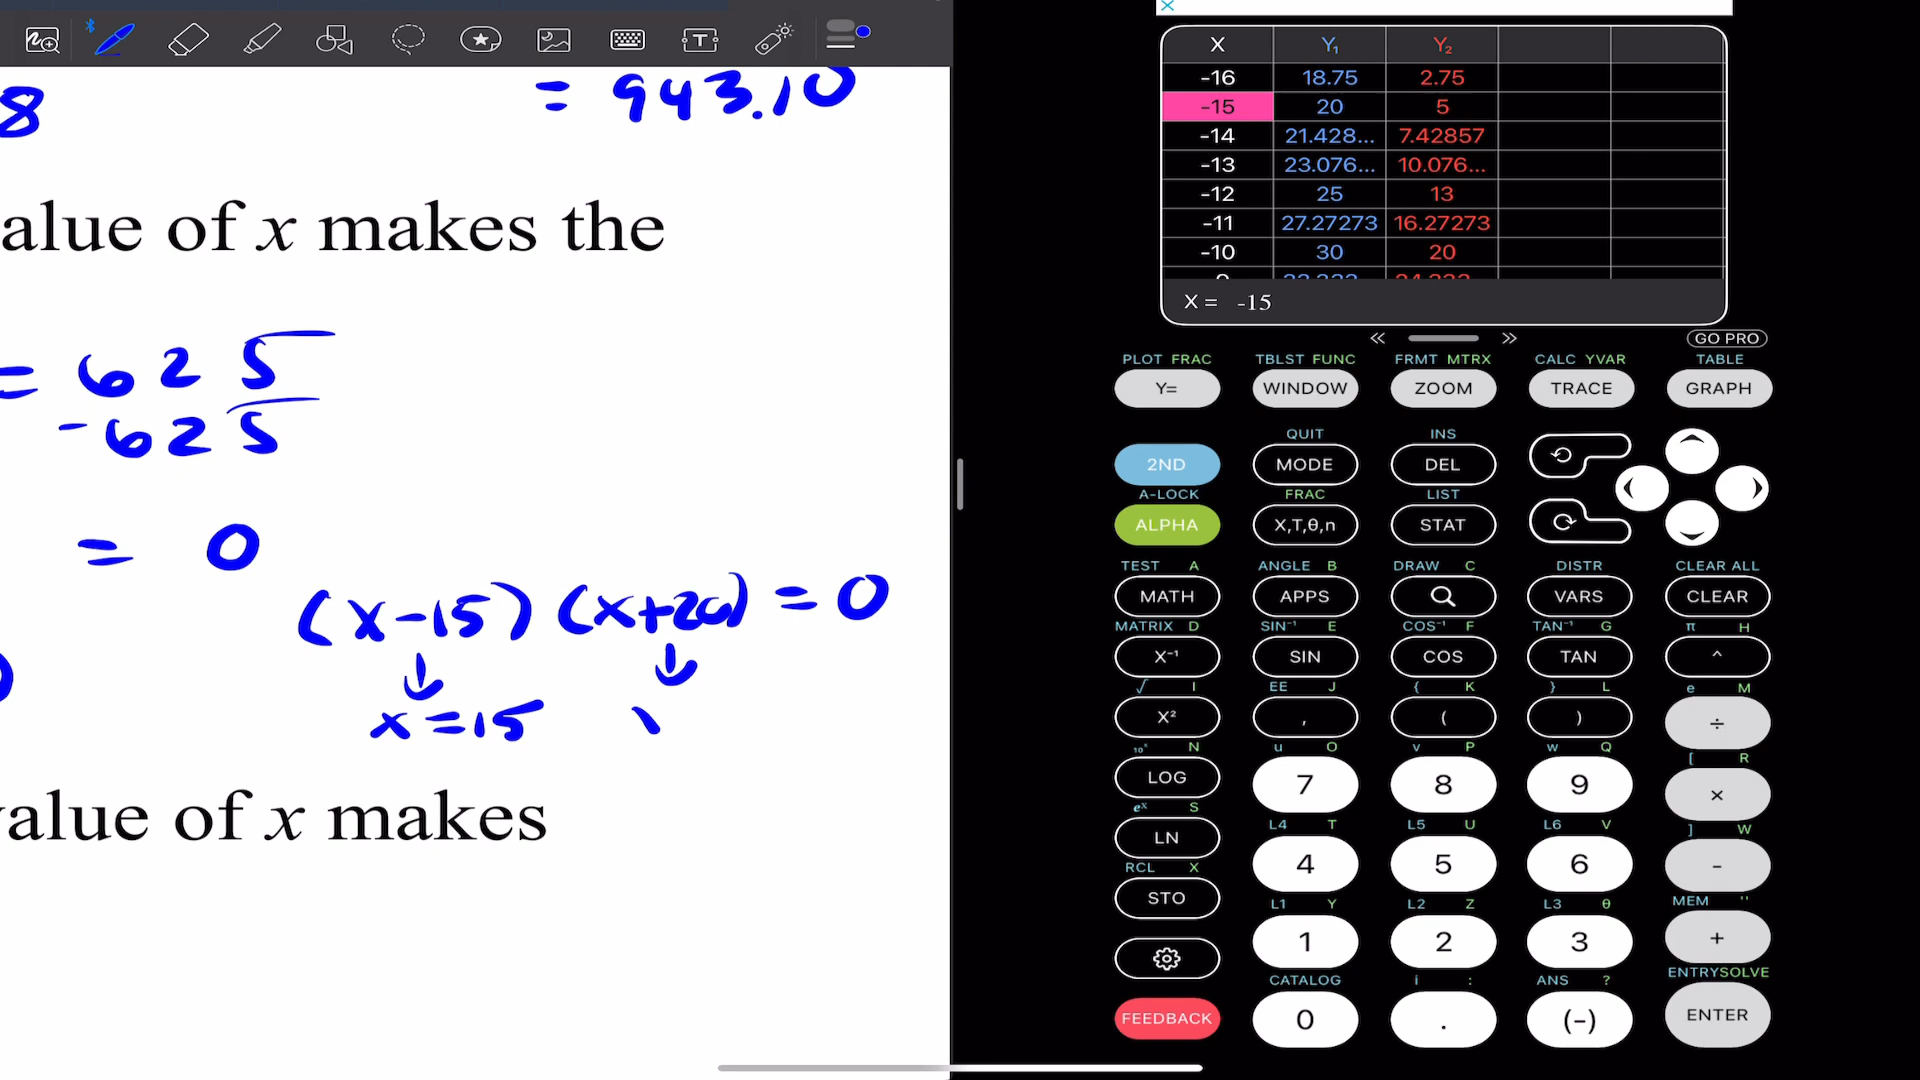 8
= 943.10
alue of x makes the
= 625
-625
= 0
(x-15)(x+20) = 0
x = 15
value of x makes
X Y₁ Y₂
-16 18.75 2.75
-15 20 5
-14 21.428... 7.42857
-13 23.076... 10.076...
-12 25 13
-11 27.27273 16.27273
-10 30 20
X = -15
GO PRO
PLOT FRAC TBLST FUNC FRMT MTRX CALC YVAR TABLE
Y= WINDOW ZOOM TRACE GRAPH
QUIT INS
2ND MODE DEL
A-LOCK FRAC LIST
ALPHA X,T,θ,n STAT
TEST A ANGLE B DRAW C DISTR CLEAR ALL
MATH APPS VARS CLEAR
MATRIX D SIN⁻¹ E COS⁻¹ F TAN⁻¹ G π H
X⁻¹ SIN COS TAN ^
√ I EE J { K } L e M
X² , ( ) ÷
10ˣ N u O v P w Q [ R
LOG 7 8 9 ×
eˣ S L4 T L5 U L6 V ] W
LN 4 5 6 -
RCL X L1 Y L2 Z L3 θ MEM "
STO 1 2 3 +
CATALOG i : ANS ? ENTRY SOLVE
FEEDBACK 0 . (-) ENTER